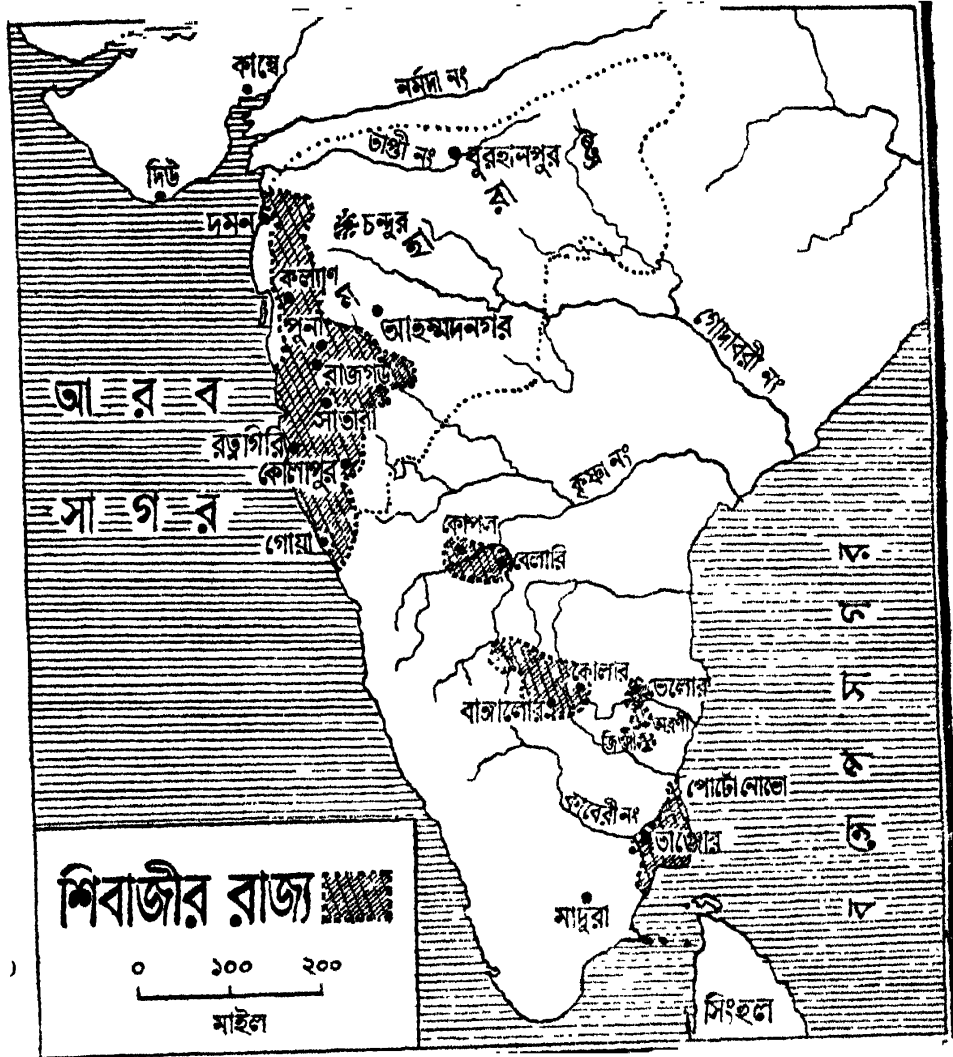 কাম্বে
নর্মদা নং
তাপ্তী নং
বুরহানপুর
দিউ
দমন
চন্দুর
ম হা রা ষ্ট্র
কল্যাণ
পুনা
আহম্মদনগর
গোদাবরী নং
রাজগড়
আ র ব
সাতারা
রত্নগিরি
কোলাপুর
কৃষ্ণা নং
সা গ র
গোয়া
কোপল
বেলারি
কোলার
ভেলোর
বাঙ্গালোর
অরণী
জিঞ্জি
পোর্টো নোভো
কাবেরী নং
তাঞ্জোর
ব ঙ্গো প সা গ র
মাদুরা
সিংহল
শিবাজীর রাজ্য
০ ১০০ ২০০
মাইল